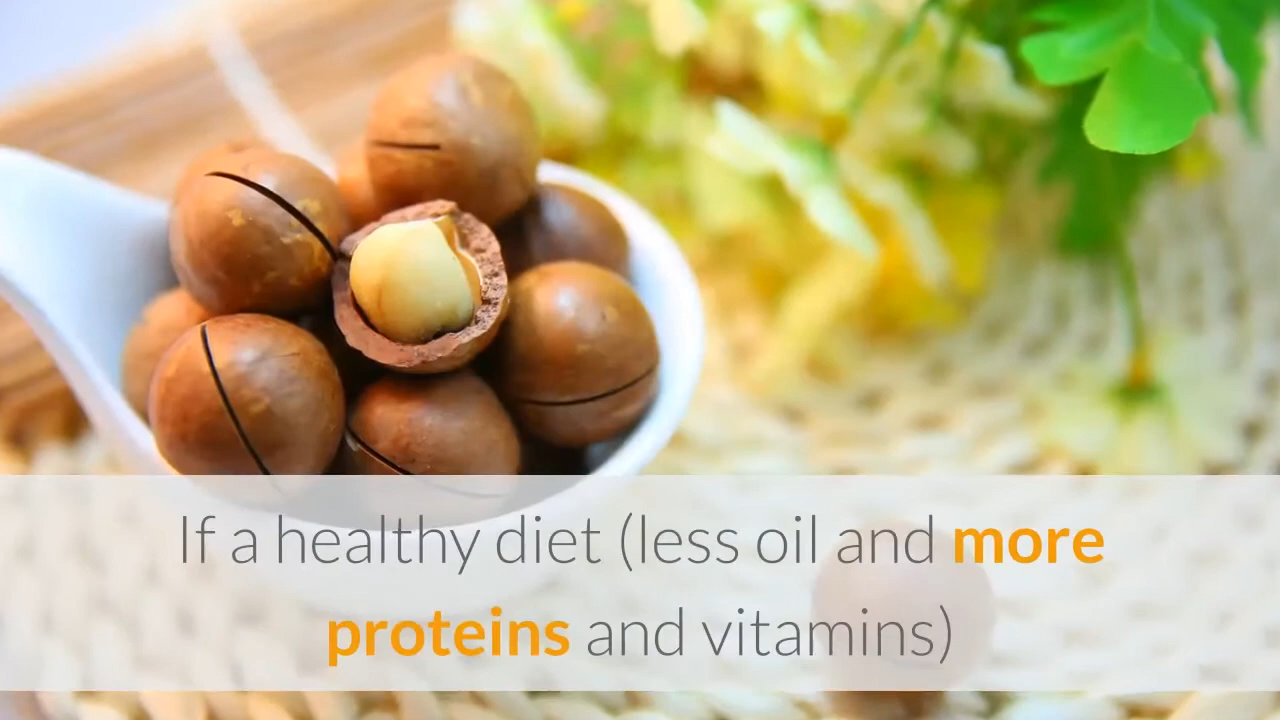 If a healthy diet (less oil and more
proteins and vitamins)